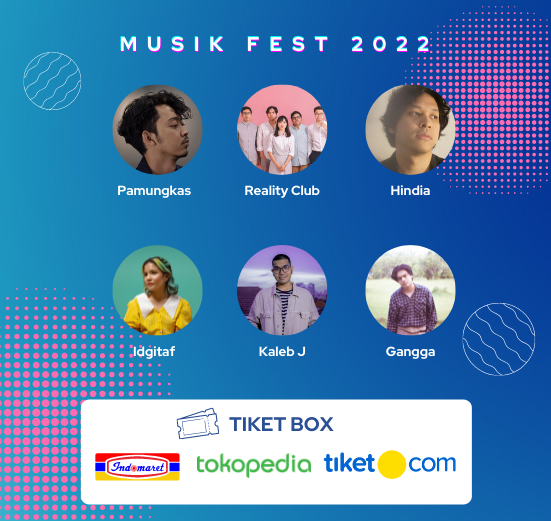 MUSIK FEST 2022
Pamungkas
Reality Club
Hindia
Idgitaf
Kaleb J
Gangga
TIKET BOX
Indomaret
tokopedia
tiket.com